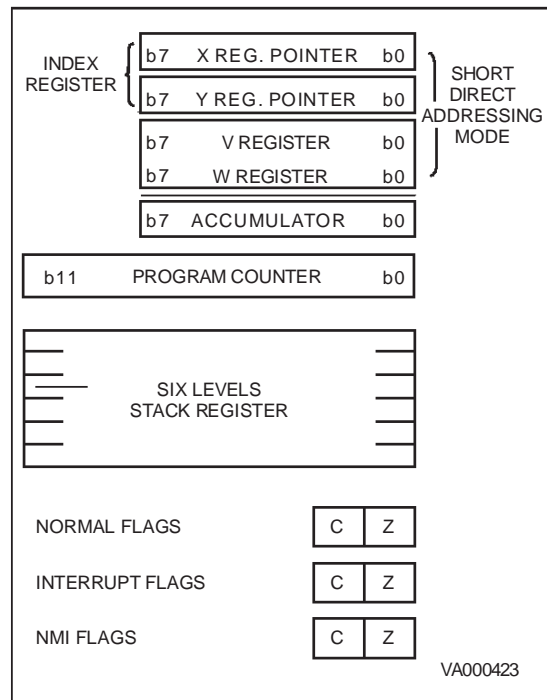 INDEX
REGISTER
b7 X REG. POINTER b0
b7 Y REG. POINTER b0
b7 V REGISTER b0
b7 W REGISTER b0
b7 ACCUMULATOR b0
SHORT
DIRECT
ADDRESSING
MODE
b11 PROGRAM COUNTER b0
SIX LEVELS
STACK REGISTER
NORMAL FLAGS C Z
INTERRUPT FLAGS C Z
NMI FLAGS C Z
VA000423